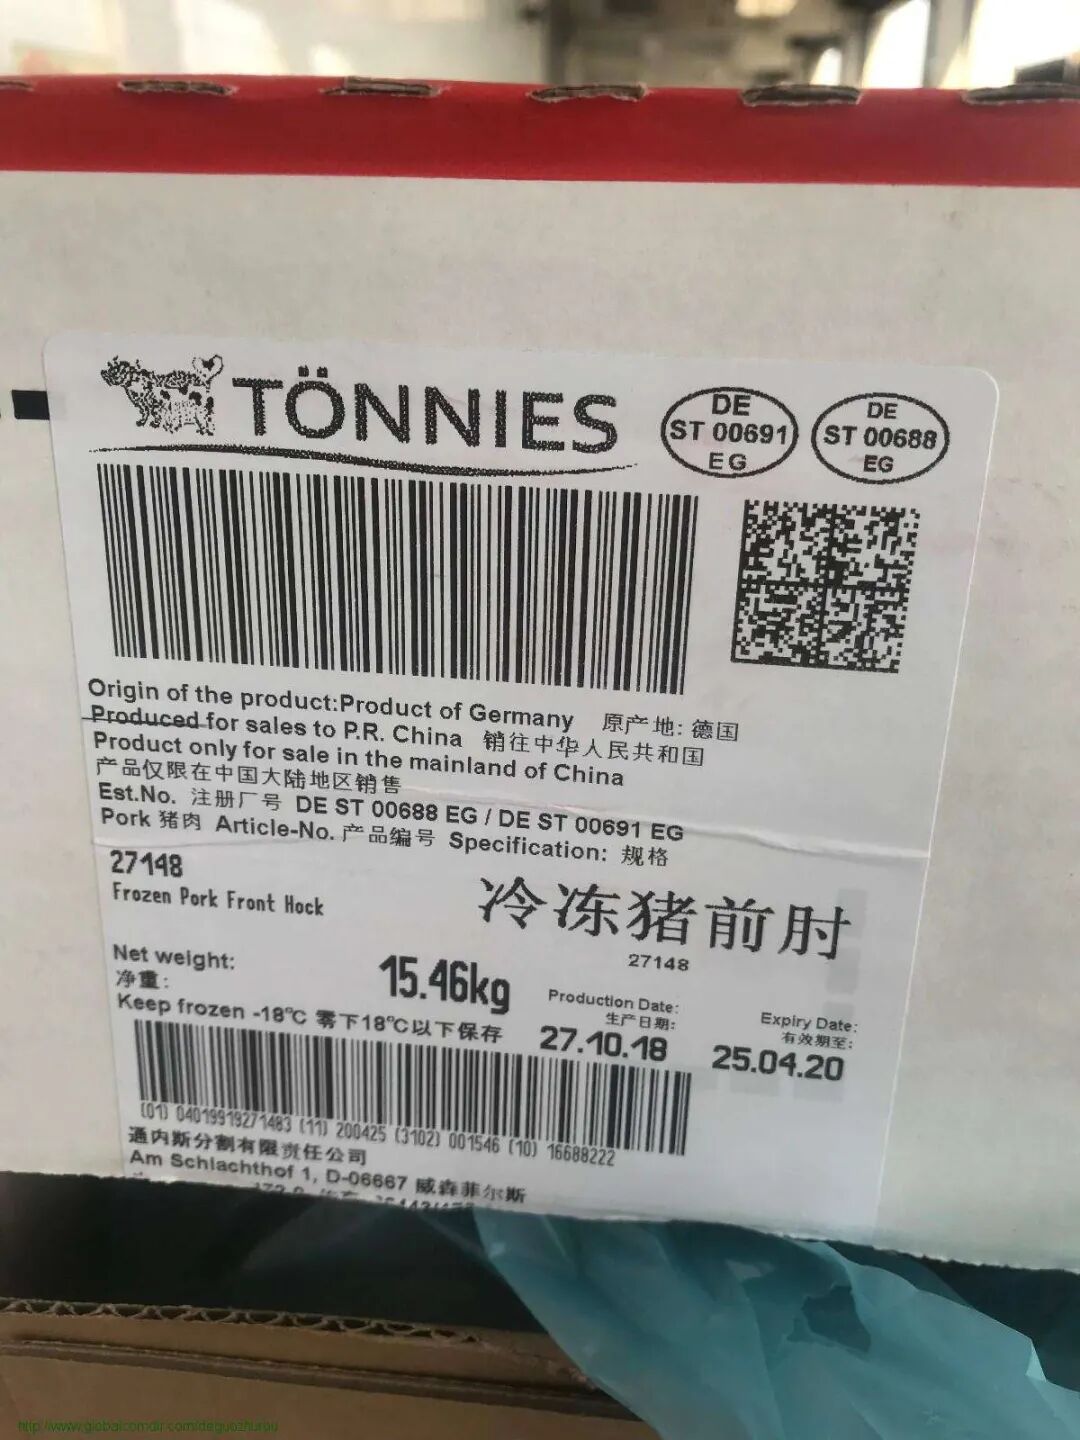 TÖNNIES
DE
ST 00691
EG
DE
ST 00688
EG
Origin of the product:Product of Germany 原产地: 德国
Produced for sales to P.R. China 销往中华人民共和国
Product only for sale in the mainland of China
产品仅限在中国大陆地区销售
Est.No. 注册厂号 DE ST 00688 EG / DE ST 00691 EG
Pork 猪肉 Article-No. 产品编号 Specification: 规格
27148
Frozen Pork Front Hock
冷冻猪前肘
27148
Net weight:
净重:
15.46kg
Keep frozen -18℃ 零下18℃以下保存
Production Date:
生产日期:
27.10.18
Expiry Date:
有效期至:
25.04.20
(01) 04019919271483 (11) 200425 (3102) 001546 (10) 16688222
通内斯分割有限责任公司
Am Schlachthof 1, D-06667 威森菲尔斯
http://www.globalcomdir.com/deguozhurou